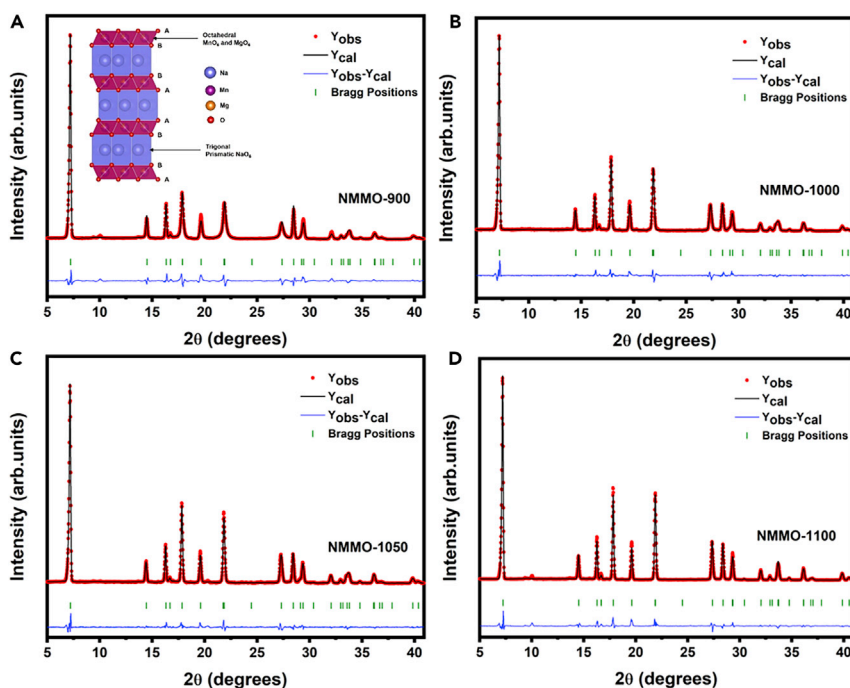 A
Intensity (arb.units)
A
B
B
A
A
B
B
A
Octahedral
MnO₆ and MgO₆
Na
Mn
Mg
O
Trigonal
Prismatic NaO₆
Yobs
Ycal
Yobs-Ycal
Bragg Positions
NMMO-900
5 10 15 20 25 30 35 40
2θ (degrees)
B
Intensity (arb.units)
Yobs
Ycal
Yobs-Ycal
Bragg Positions
NMMO-1000
5 10 15 20 25 30 35 40
2θ (degrees)
C
Intensity (arb.units)
Yobs
Ycal
Yobs-Ycal
Bragg Positions
NMMO-1050
5 10 15 20 25 30 35 40
2θ (degrees)
D
Intensity (arb.units)
Yobs
Ycal
Yobs-Ycal
Bragg Positions
NMMO-1100
5 10 15 20 25 30 35 40
2θ (degrees)